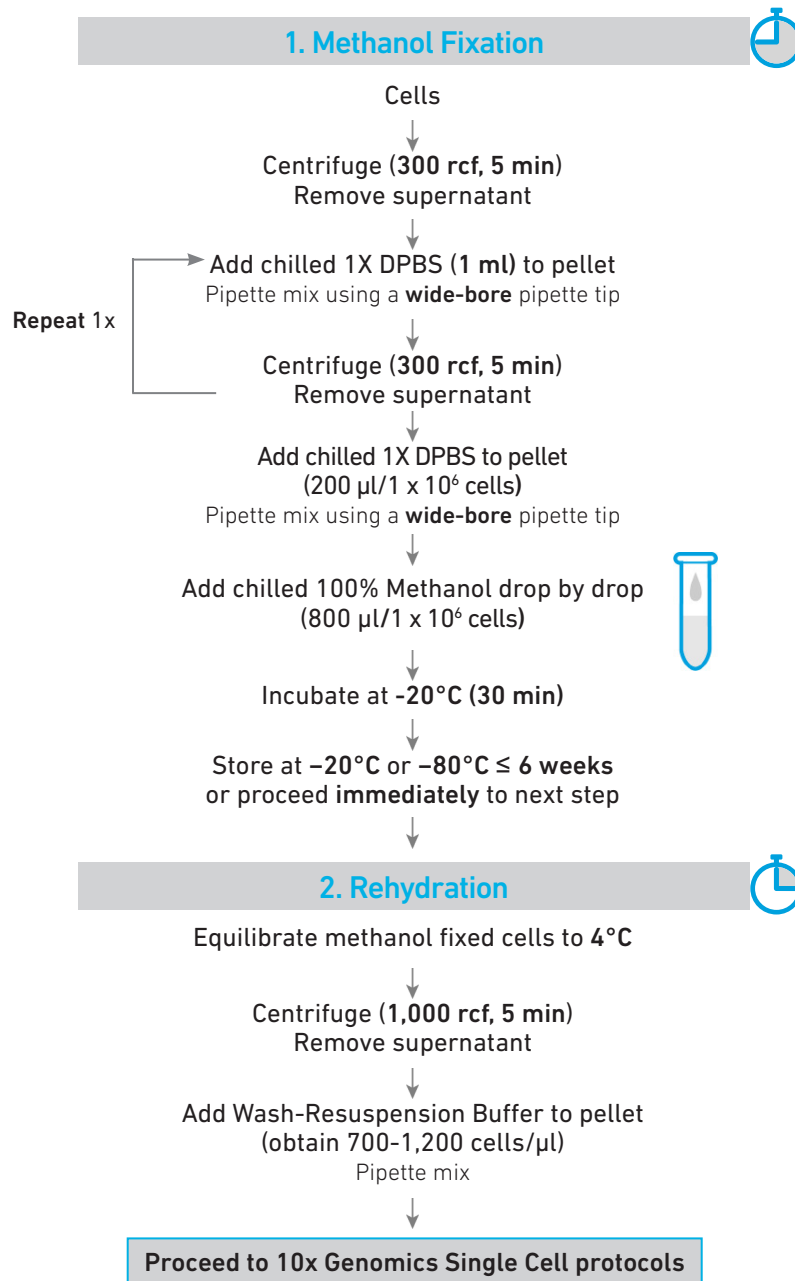 1. Methanol Fixation
Cells
Centrifuge (300 rcf, 5 min)
Remove supernatant
Add chilled 1X DPBS (1 ml) to pellet
Pipette mix using a wide-bore pipette tip
Repeat 1x
Centrifuge (300 rcf, 5 min)
Remove supernatant
Add chilled 1X DPBS to pellet
(200 µl/1 x 10⁶ cells)
Pipette mix using a wide-bore pipette tip
Add chilled 100% Methanol drop by drop
(800 µl/1 x 10⁶ cells)
Incubate at -20°C (30 min)
Store at –20°C or –80°C ≤ 6 weeks
or proceed immediately to next step
2. Rehydration
Equilibrate methanol fixed cells to 4°C
Centrifuge (1,000 rcf, 5 min)
Remove supernatant
Add Wash-Resuspension Buffer to pellet
(obtain 700-1,200 cells/µl)
Pipette mix
Proceed to 10x Genomics Single Cell protocols